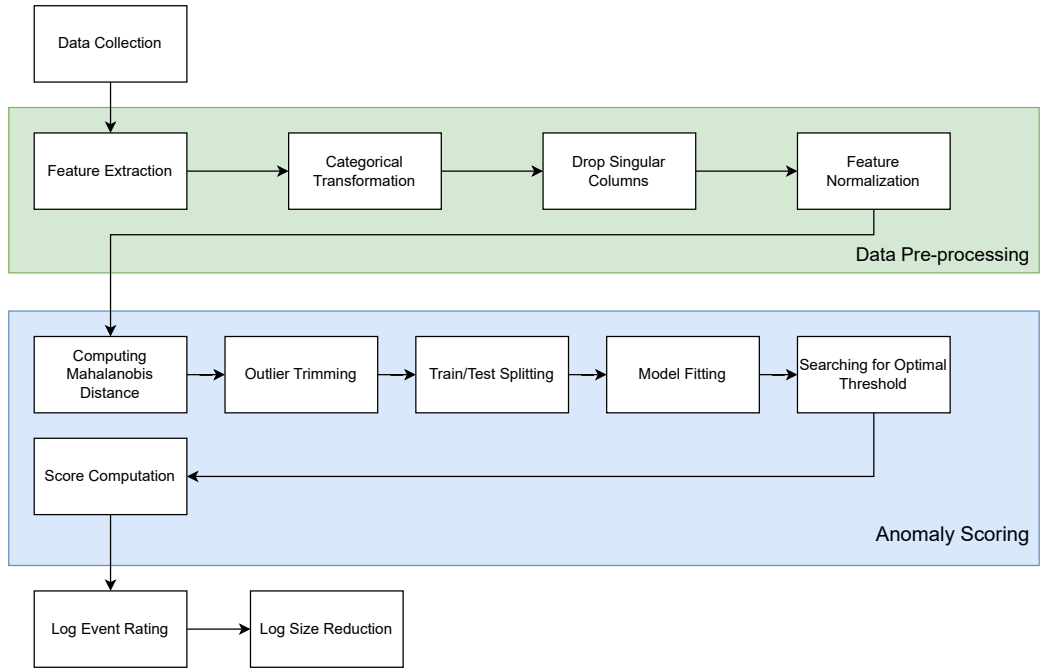 Data Collection
Feature Extraction
Categorical
Transformation
Drop Singular
Columns
Feature
Normalization
Data Pre-processing
Computing
Mahalanobis
Distance
Outlier Trimming
Train/Test Splitting
Model Fitting
Searching for Optimal
Threshold
Score Computation
Anomaly Scoring
Log Event Rating
Log Size Reduction